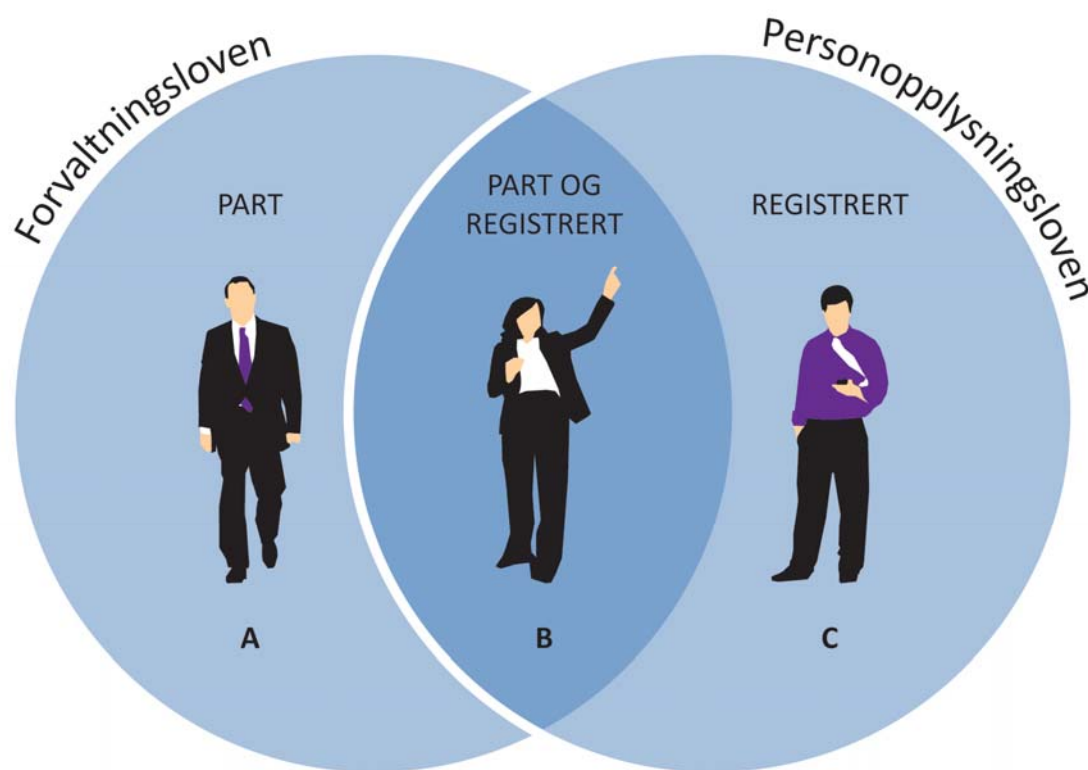 Forvaltningsloven
Personopplysningsloven
PART
PART OG
REGISTRERT
REGISTRERT
A
B
C